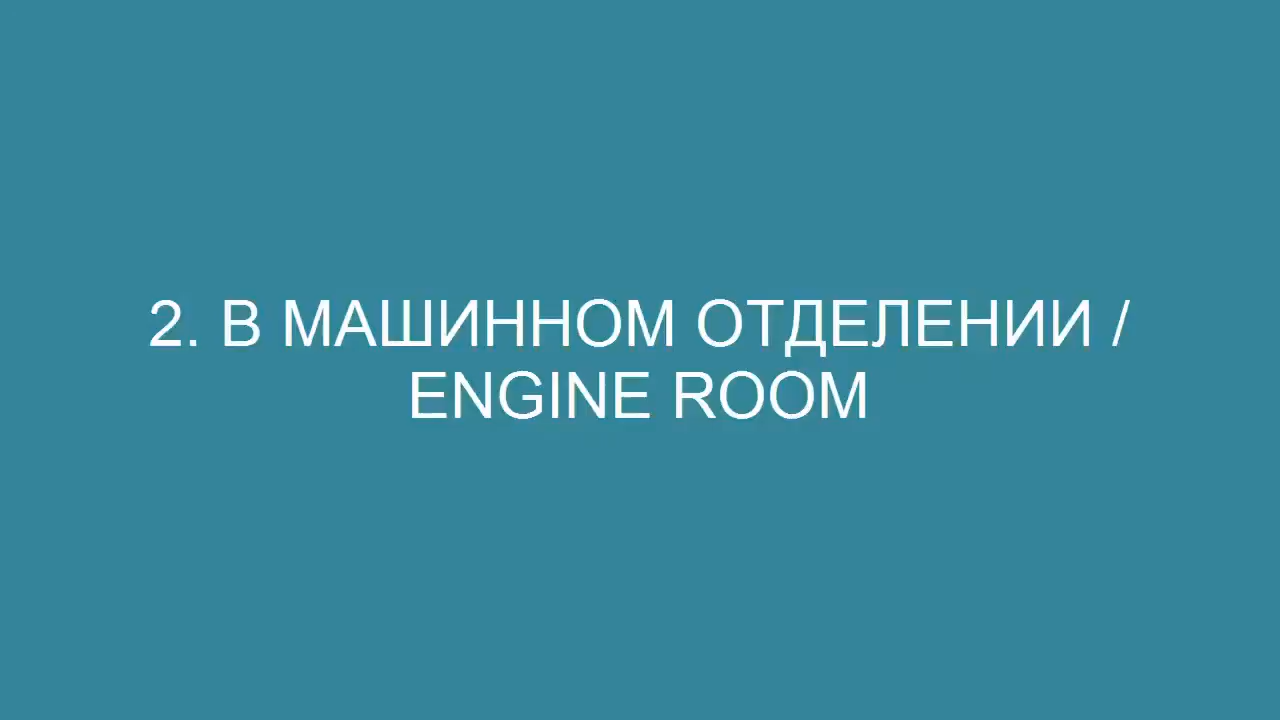 2. В МАШИННОМ ОТДЕЛЕНИИ /
ENGINE ROOM